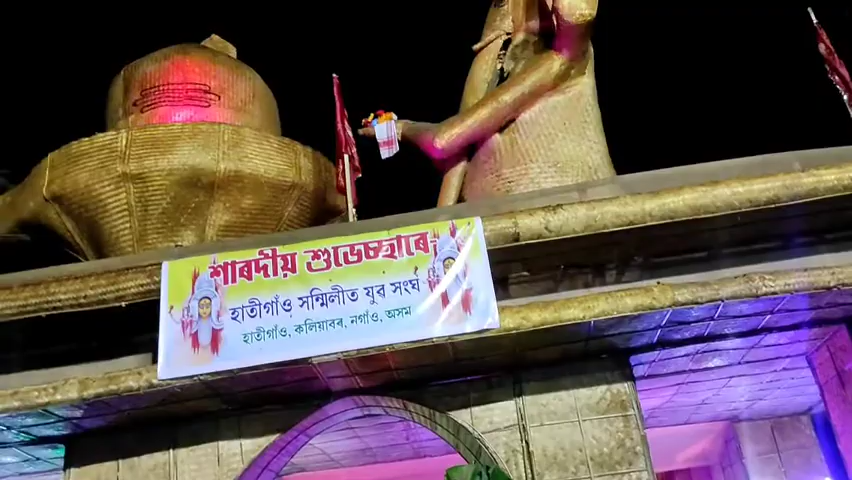 শাৰদীয় শুভেচ্ছাৰে
হাতীগাঁও সন্মিলীত যুৱ সংঘ
হাতীগাঁও, কলিয়াবৰ, নগাঁও, অসম